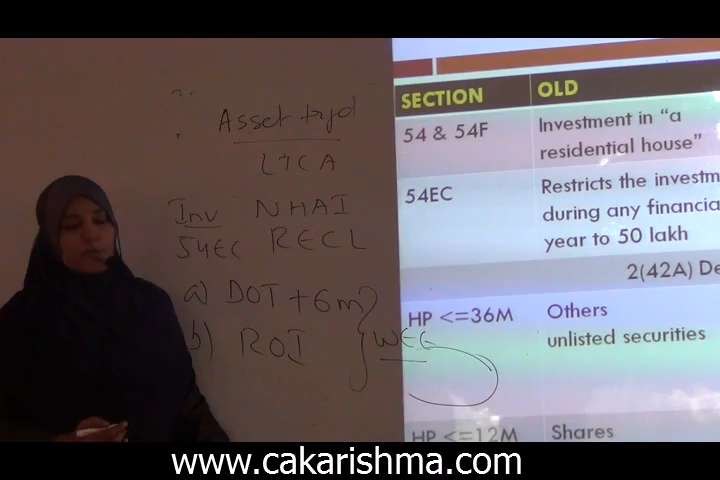 Asset trfd
LTCA
Inv NHAI
54EC RECL
a) DOT + 6m
b) ROI
WEE
SECTION OLD
54 & 54F Investment in "a
residential house"
54EC Restricts the investm
during any financia
year to 50 lakh
2(42A) De
HP <=36M Others
unlisted securities
HP <=12M Shares
www.cakarishma.com